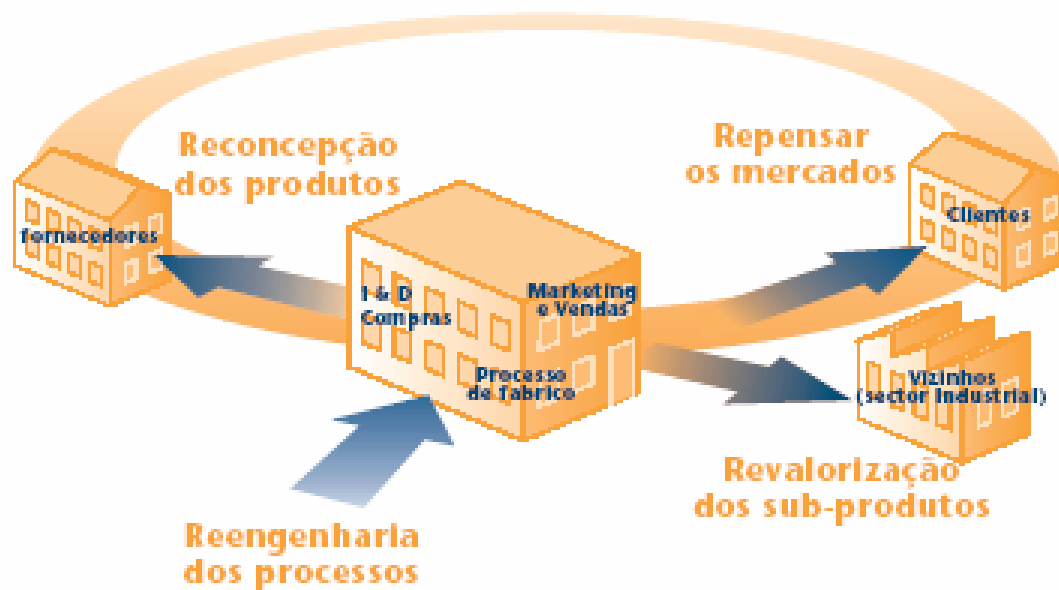 Reconcepção
dos produtos
Repensar
os mercados
fornecedores
Clientes
I & D
Compras
Marketing
e Vendas
Processo
de fabrico
Vizinhos
(sector industrial)
Revalorização
dos sub-produtos
Reengenharia
dos processos